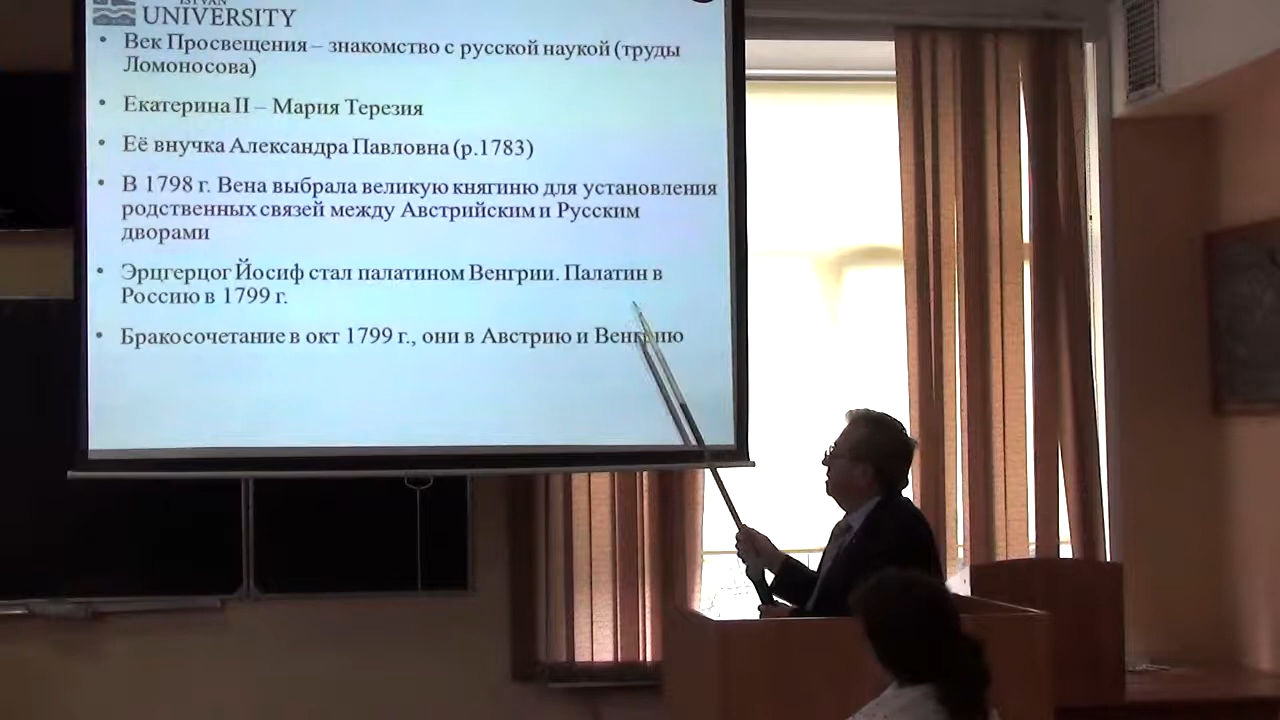 ISTVÁN
UNIVERSITY
• Век Просвещения – знакомство с русской наукой (труды
Ломоносова)
• Екатерина II – Мария Терезия
• Её внучка Александра Павловна (р.1783)
• В 1798 г. Вена выбрала великую княгиню для установления
родственных связей между Австрийским и Русским
дворами
• Эрцгерцог Йосиф стал палатином Венгрии. Палатин в
Россию в 1799 г.
• Бракосочетание в окт 1799 г., они в Австрию и Венгрию